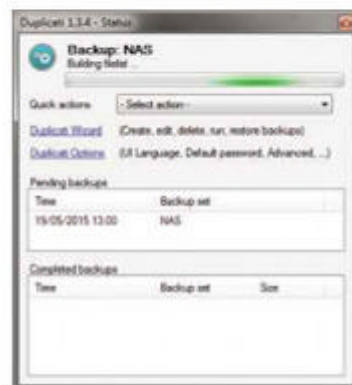 Duplicati 1.3.4 - Status
Backup: NAS
Building filelist ...
Quick actions - Select action -
Duplicati Wizard (Create, edit, delete, run, restore backups)
Duplicati Options (UI Language, Default password, Advanced, ...)
Pending backups
Time Backup set
19/05/2015 13:00 NAS
Completed backups
Time Backup set Size